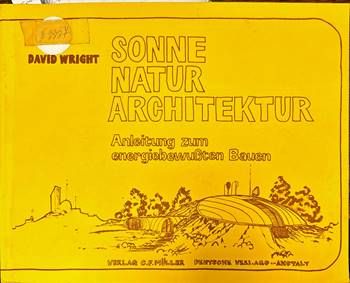 DAVID WRIGHT
SONNE
NATUR
ARCHITEKTUR
Anleitung zum
energiebewußten Bauen
VERLAG C.F. MÜLLER DEUTSCHE VERLAGS-ANSTALT